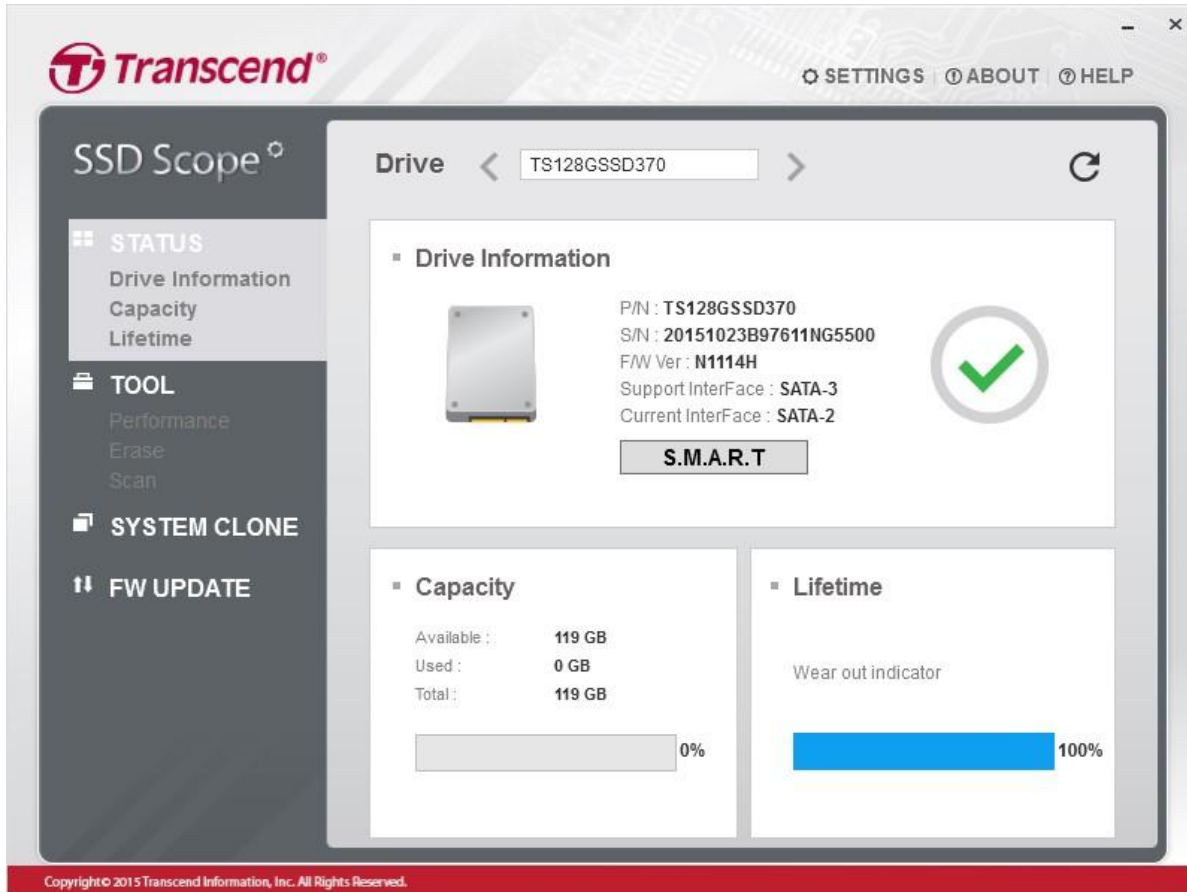 Transcend®
SETTINGS ABOUT HELP
SSD Scope
Drive TS128GSSD370
STATUS
Drive Information
Capacity
Lifetime
TOOL
Performance
Erase
Scan
SYSTEM CLONE
FW UPDATE
Drive Information
P/N : TS128GSSD370
S/N : 20151023B97611NG5500
F/W Ver : N1114H
Support InterFace : SATA-3
Current InterFace : SATA-2
S.M.A.R.T
Capacity
Available : 119 GB
Used : 0 GB
Total : 119 GB
0%
Lifetime
Wear out indicator
100%
Copyright© 2015 Transcend Information, Inc. All Rights Reserved.